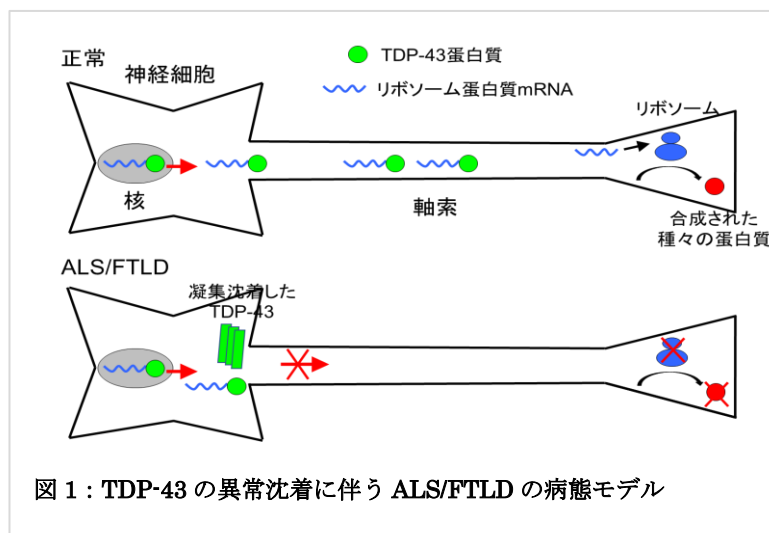 正常
神経細胞
TDP-43蛋白質
リボソーム蛋白質mRNA
リボソーム
核
軸索
合成された
種々の蛋白質
ALS/FTLD
凝集沈着した
TDP-43
図 1：TDP-43 の異常沈着に伴う ALS/FTLD の病態モデル